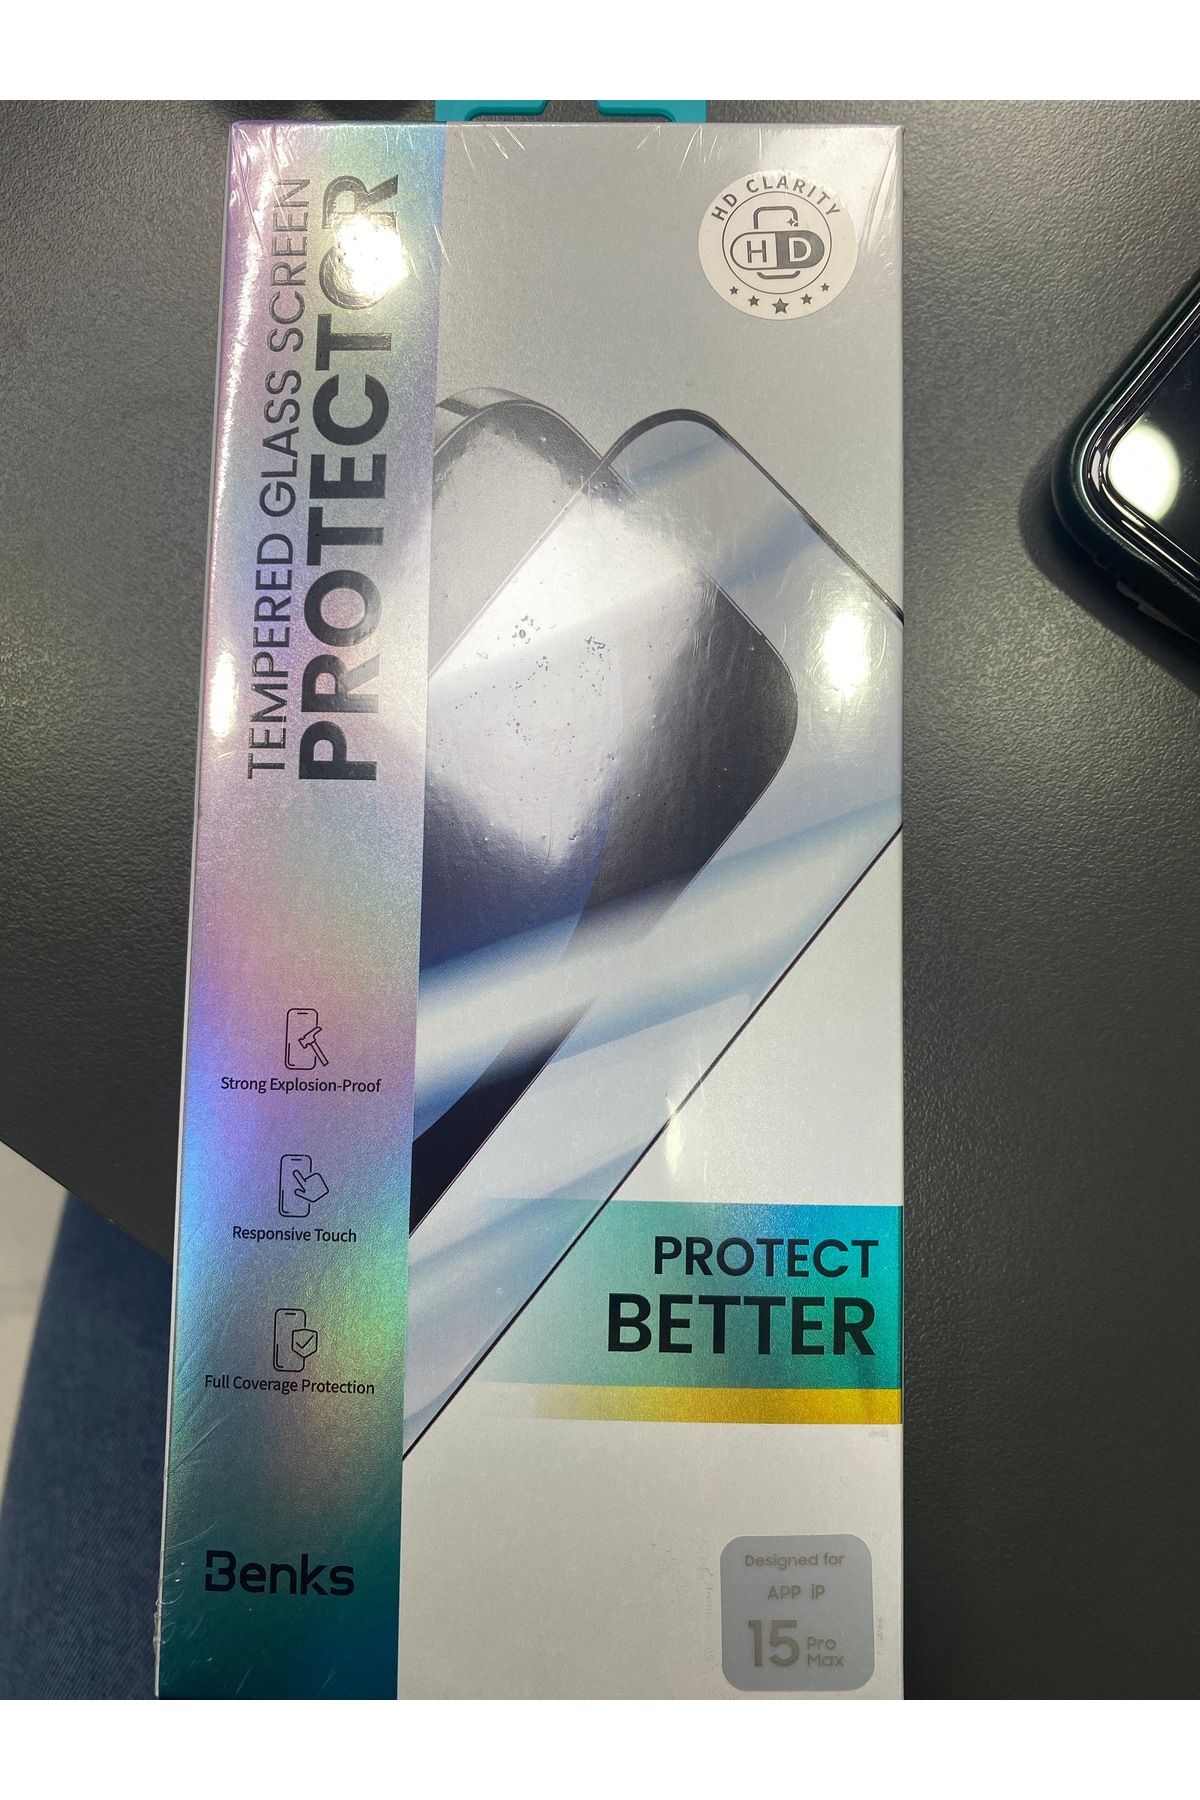 TEMPERED GLASS SCREEN
PROTECTOR
HD CLARITY
HD
Strong Explosion-Proof
Responsive Touch
Full Coverage Protection
PROTECT
BETTER
Benks
Designed for
APP iP
15 Pro
Max